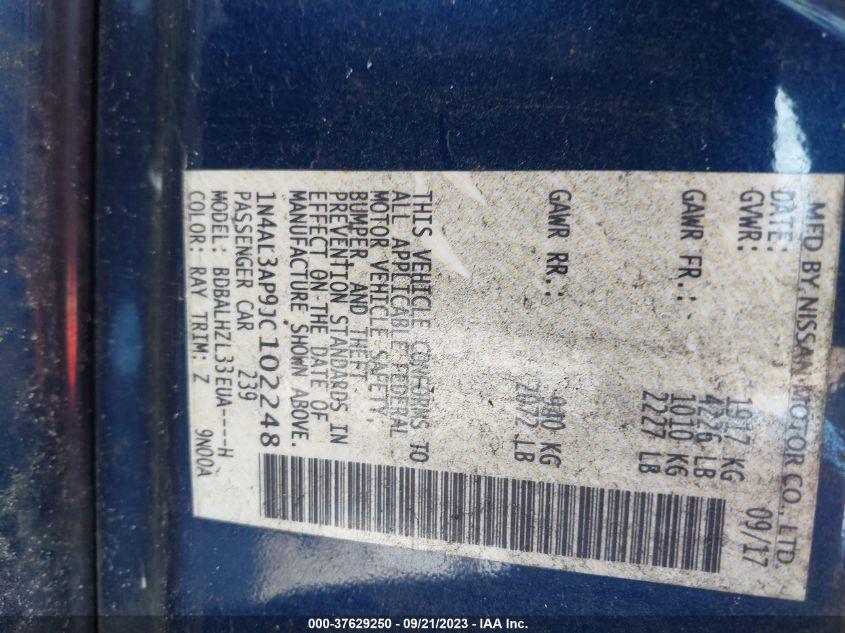 MFD BY NISSAN MOTOR CO., LTD.
DATE: 09/17
GVWR: 1917 KG
4226 LB
GAWR FR.: 1010 KG
2227 LB
GAWR RR.: 940 KG
2072 LB
THIS VEHICLE CONFORMS TO
ALL APPLICABLE FEDERAL
MOTOR VEHICLE SAFETY,
BUMPER AND THEFT
PREVENTION STANDARDS IN
EFFECT ON THE DATE OF
MANUFACTURE SHOWN ABOVE.
1N4AL3AP9JC102248
PASSENGER CAR 239
MODEL: BDBALHZL33EUA----H
COLOR: RAY TRIM: Z 9N00A
000-37629250 - 09/21/2023 - IAA Inc.